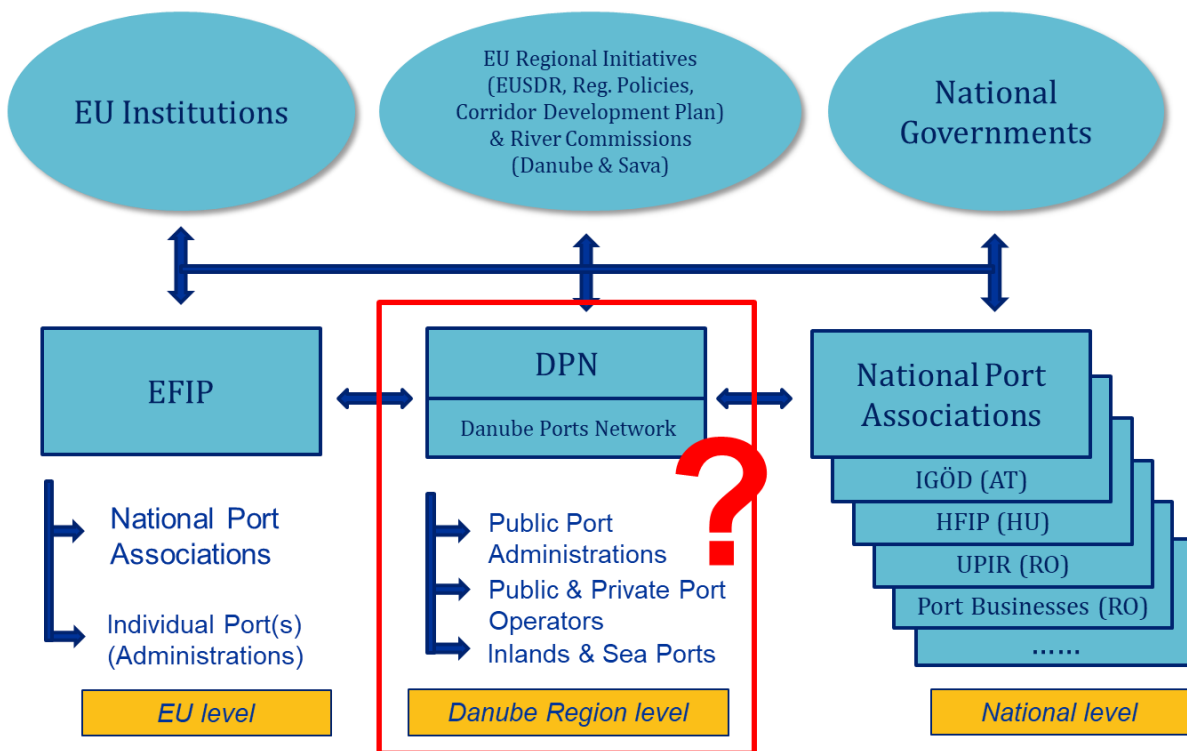 EU Institutions
EU Regional Initiatives
(EUSDR, Reg. Policies,
Corridor Development Plan)
& River Commissions
(Danube & Sava)
National
Governments
EFIP
DPN
Danube Ports Network
National Port
Associations
IGÖD (AT)
HFIP (HU)
UPIR (RO)
Port Businesses (RO)
......
?
National Port
Associations
Individual Port(s)
(Administrations)
Public Port
Administrations
Public & Private Port
Operators
Inlands & Sea Ports
EU level
Danube Region level
National level